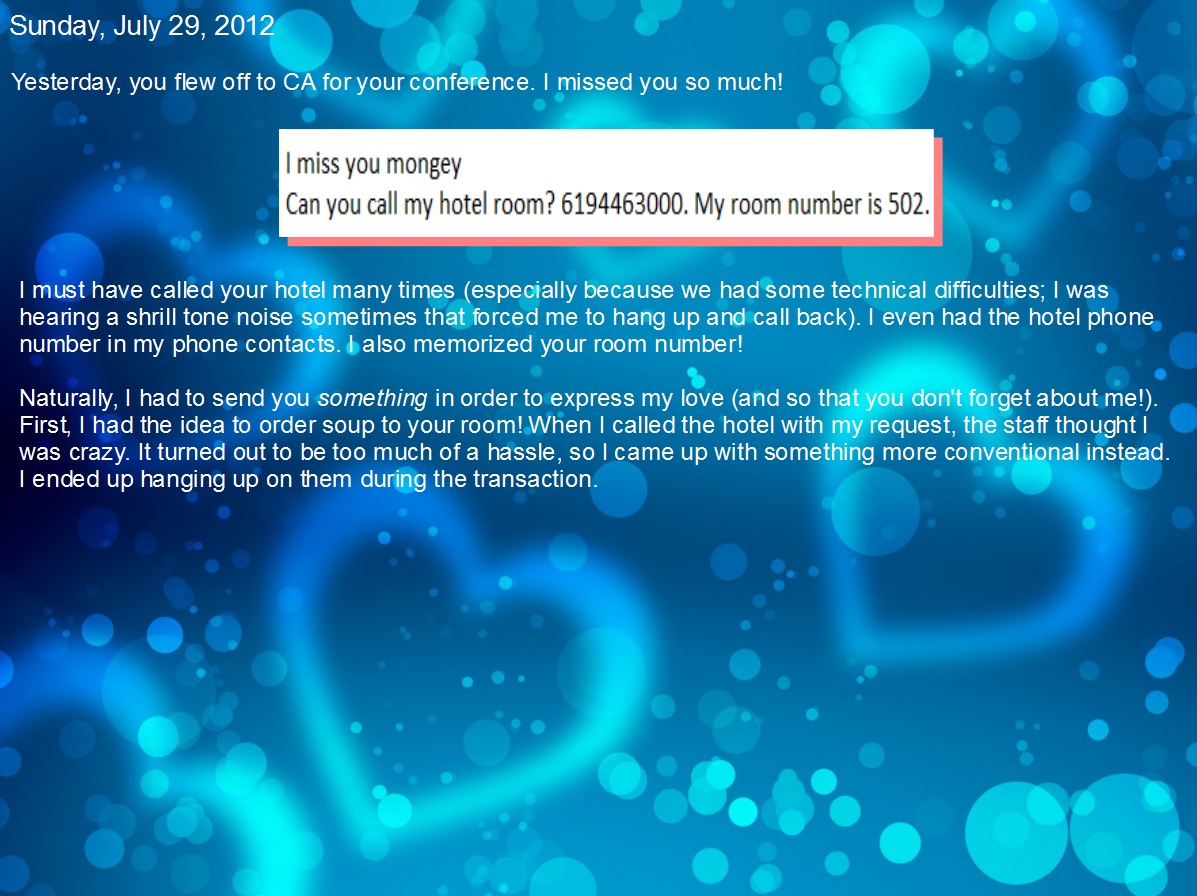 Sunday, July 29, 2012
Yesterday, you flew off to CA for your conference. I missed you so much!
I miss you mongey
Can you call my hotel room? 6194463000. My room number is 502.
I must have called your hotel many times (especially because we had some technical difficulties; I was
hearing a shrill tone noise sometimes that forced me to hang up and call back). I even had the hotel phone
number in my phone contacts. I also memorized your room number!
Naturally, I had to send you something in order to express my love (and so that you don't forget about me!).
First, I had the idea to order soup to your room! When I called the hotel with my request, the staff thought I
was crazy. It turned out to be too much of a hassle, so I came up with something more conventional instead.
I ended up hanging up on them during the transaction.